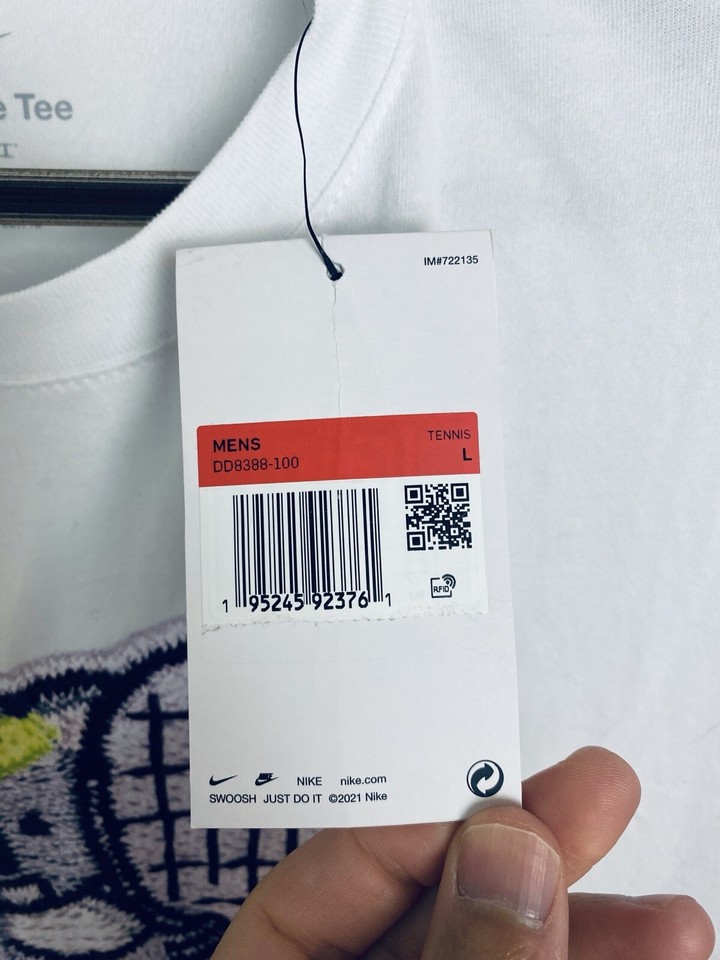 Tee
IM#722135
MENS
TENNIS
DD8388-100
L
1 95245 92376 1
RFID
NIKE nike.com
SWOOSH JUST DO IT ©2021 Nike